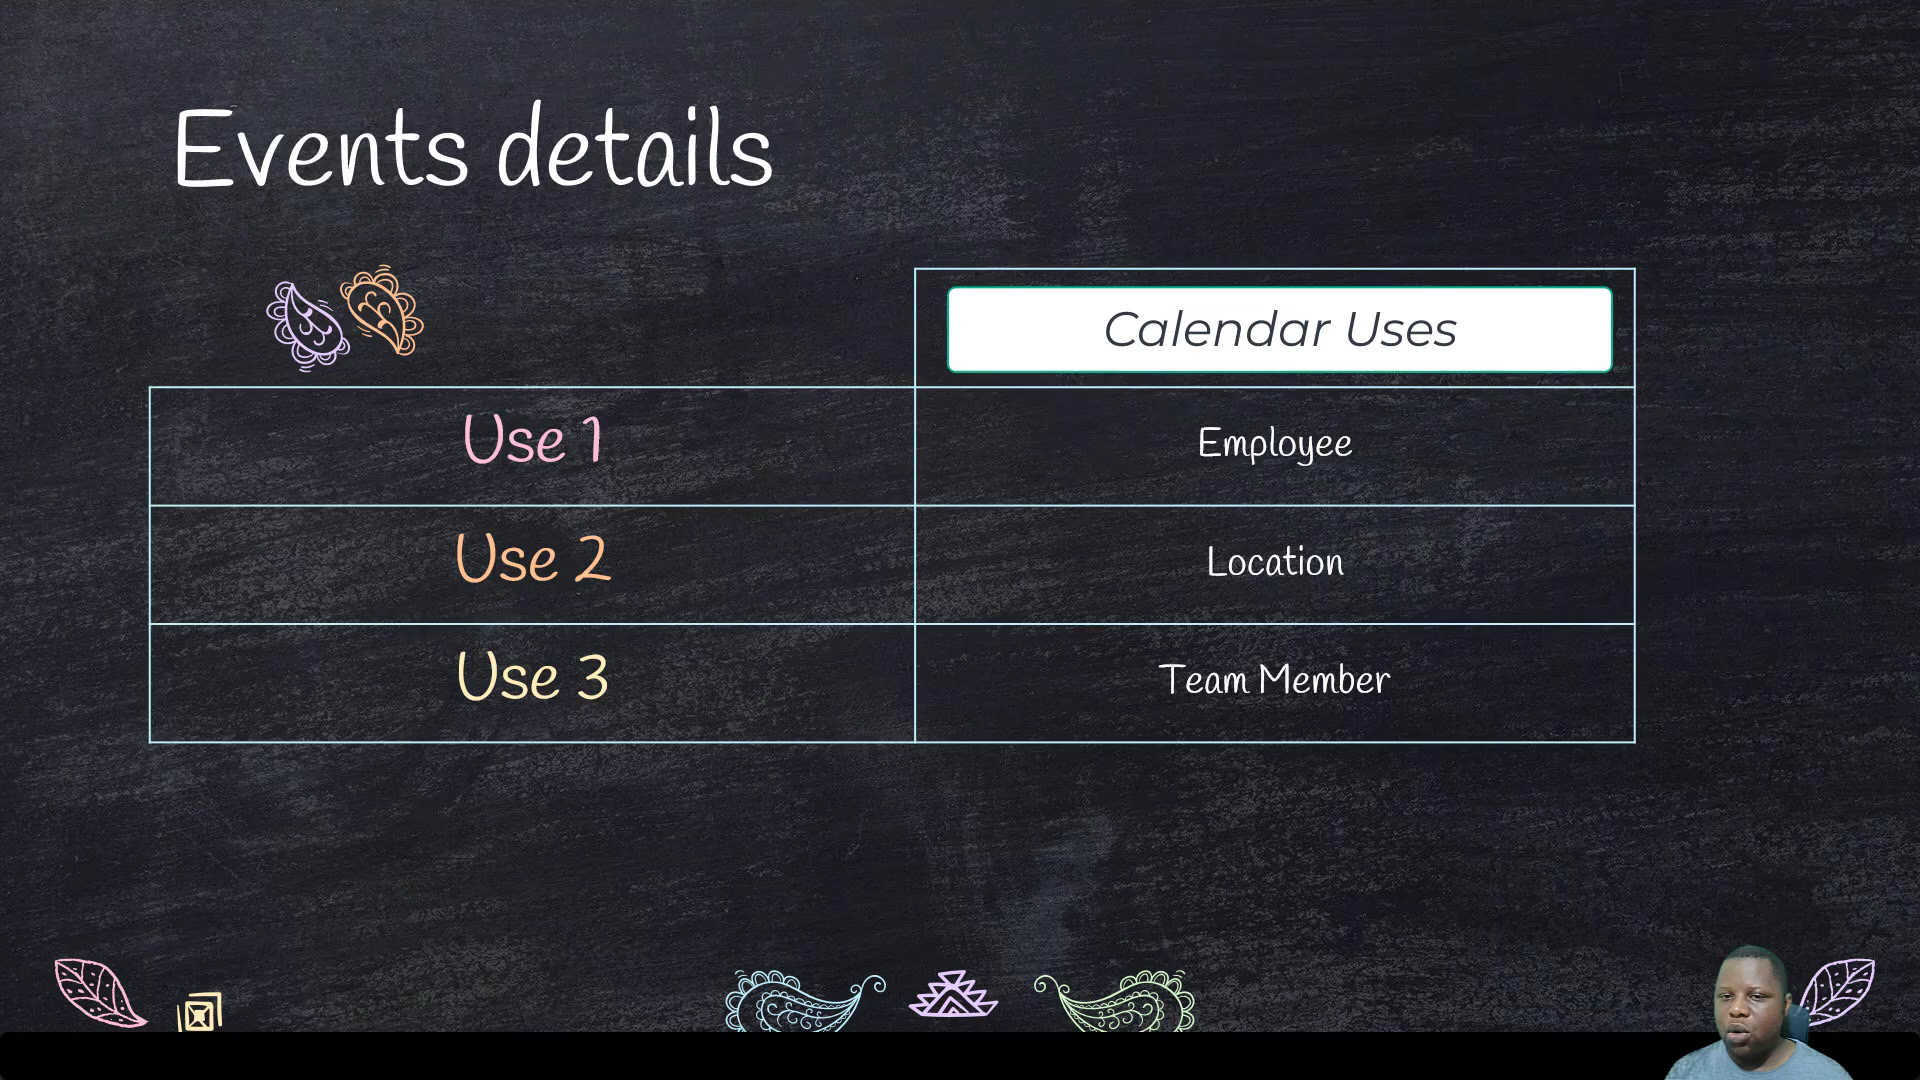 Events details
Calendar Uses
Use 1
Employee
Use 2
Location
Use 3
Team Member